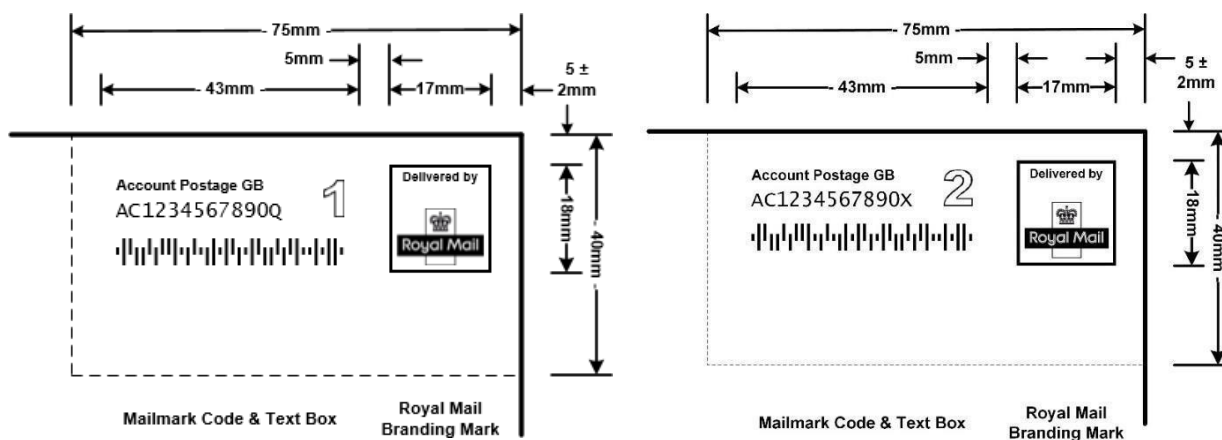 75mm
5mm
5 ±
2mm
43mm
17mm
Account Postage GB
1
AC1234567890Q
Delivered by
Royal Mail
18mm
40mm
Mailmark Code & Text Box
Royal Mail
Branding Mark
75mm
5mm
5 ±
2mm
43mm
17mm
Account Postage GB
2
AC1234567890X
Delivered by
Royal Mail
18mm
40mm
Mailmark Code & Text Box
Royal Mail
Branding Mark